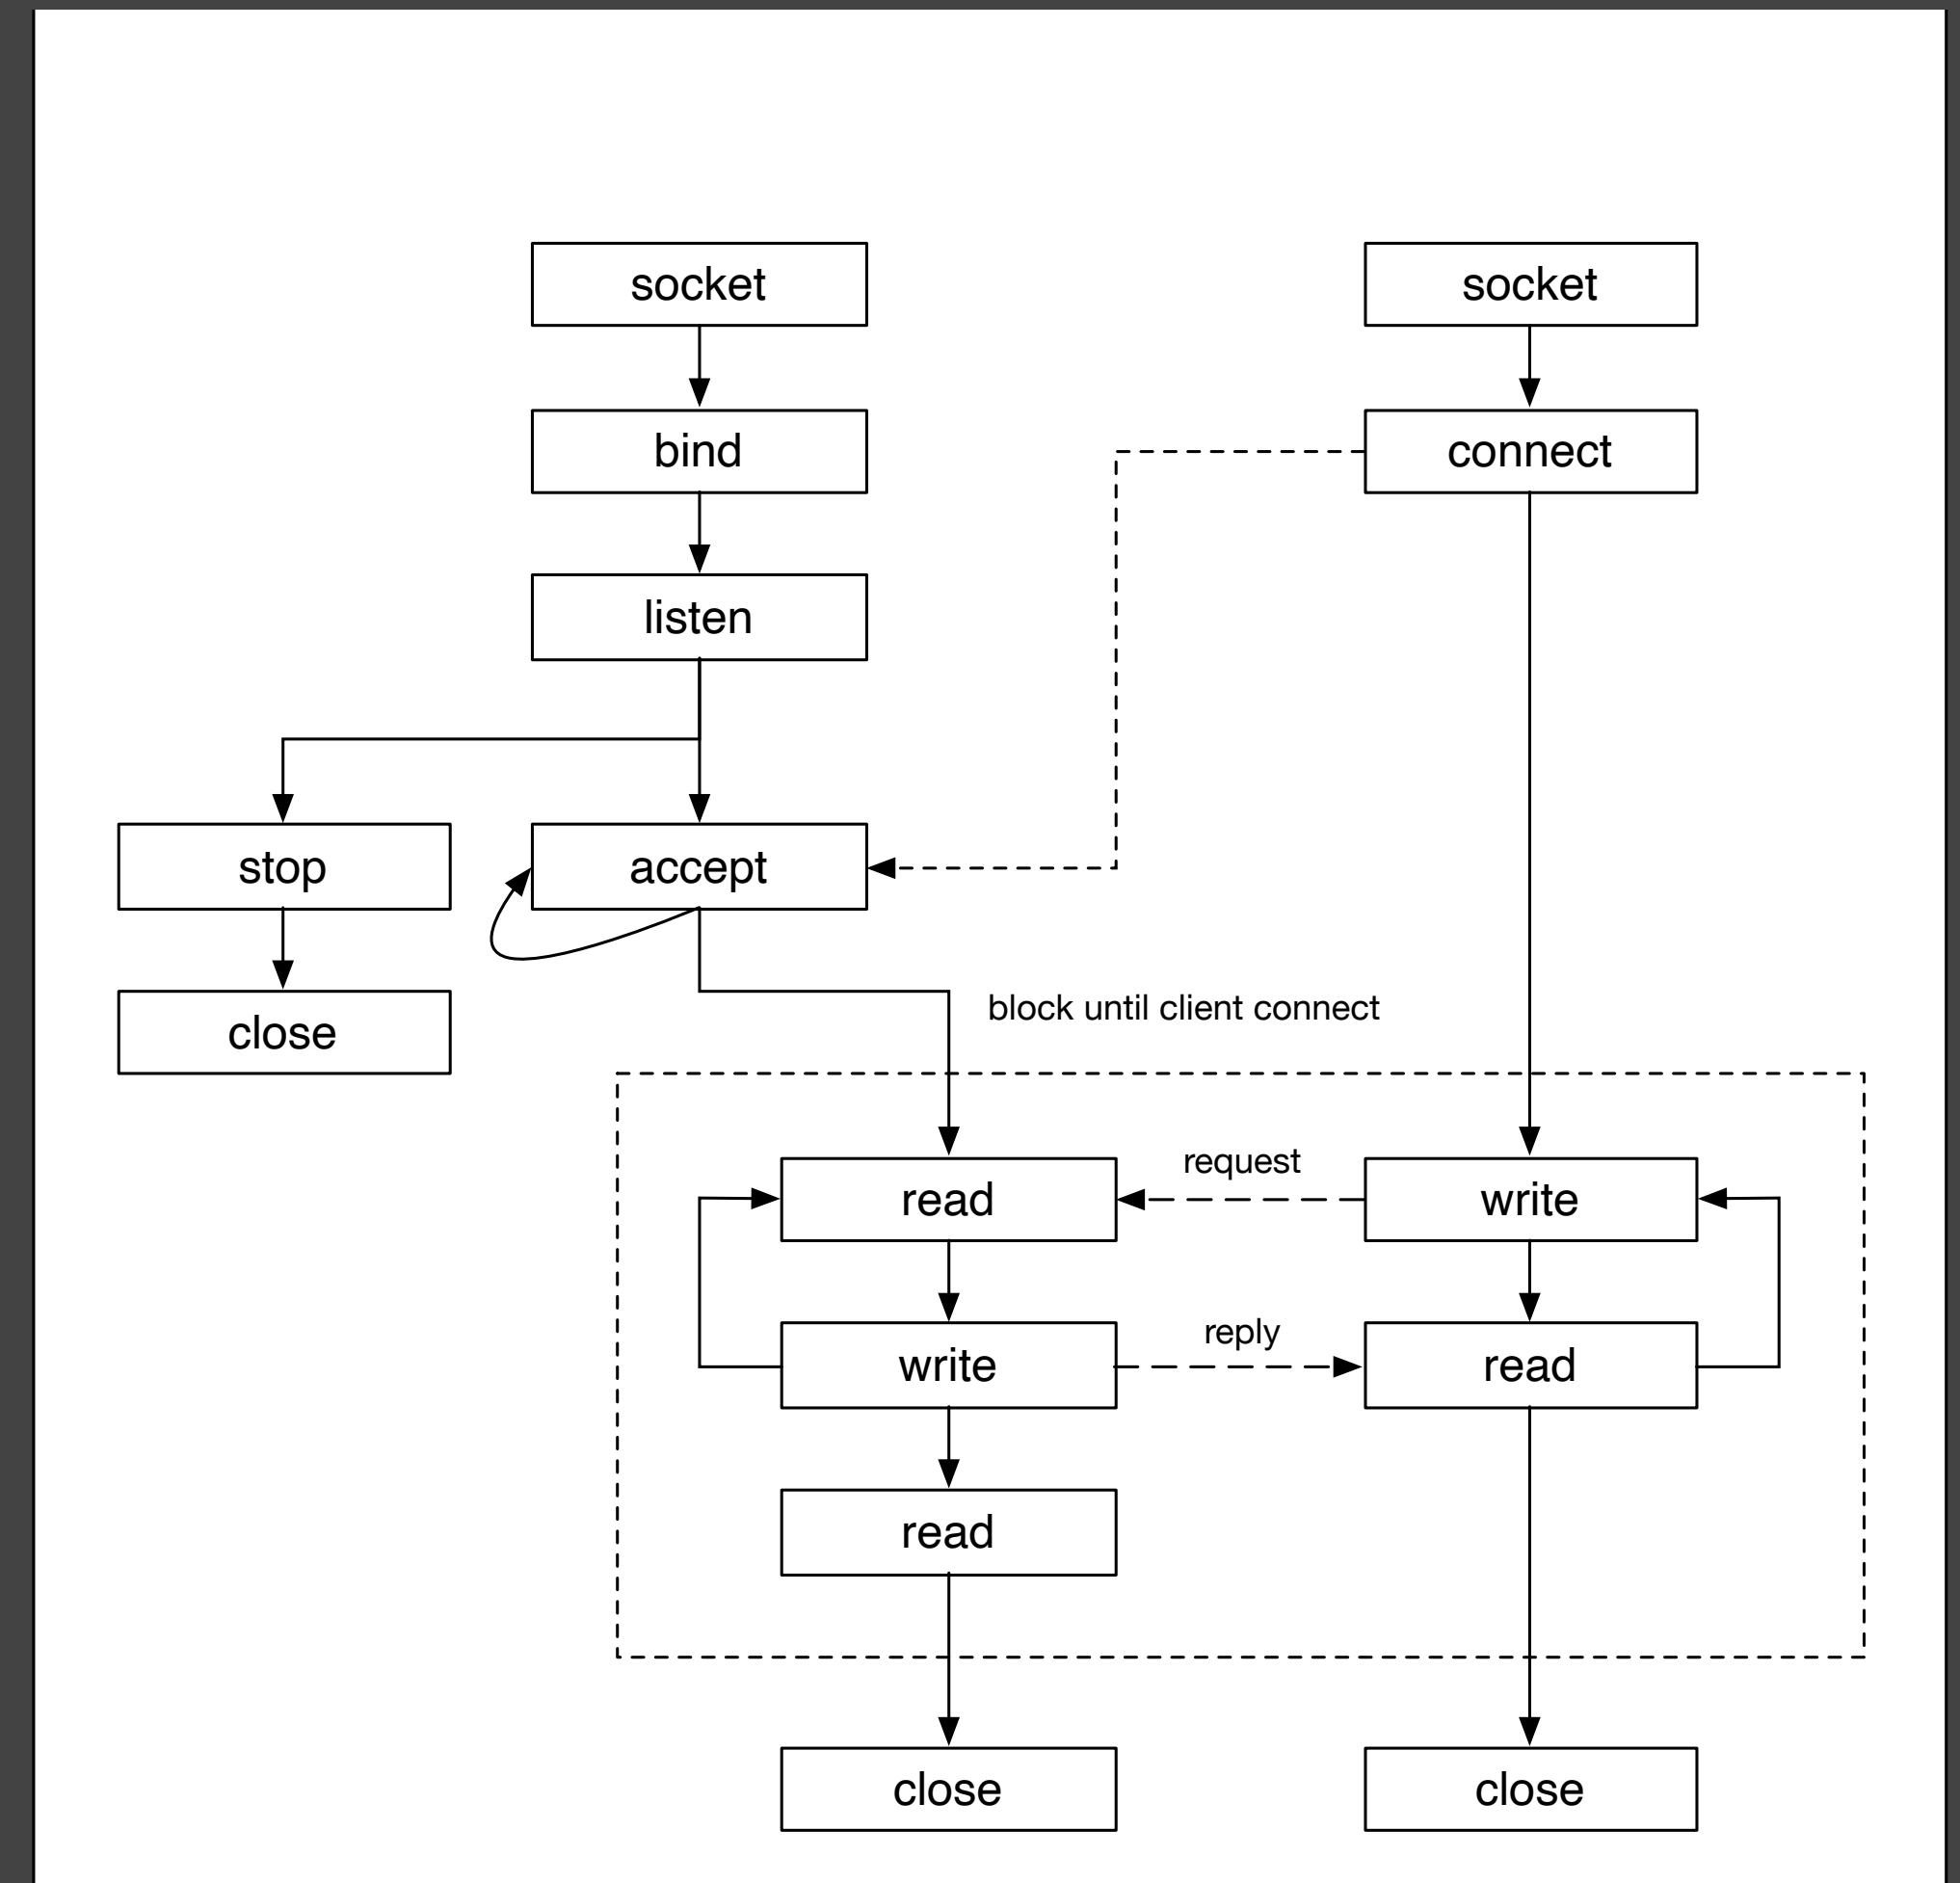 socket
socket
bind
connect
listen
stop
accept
close
block until client connect
read
request
write
write
reply
read
read
close
close